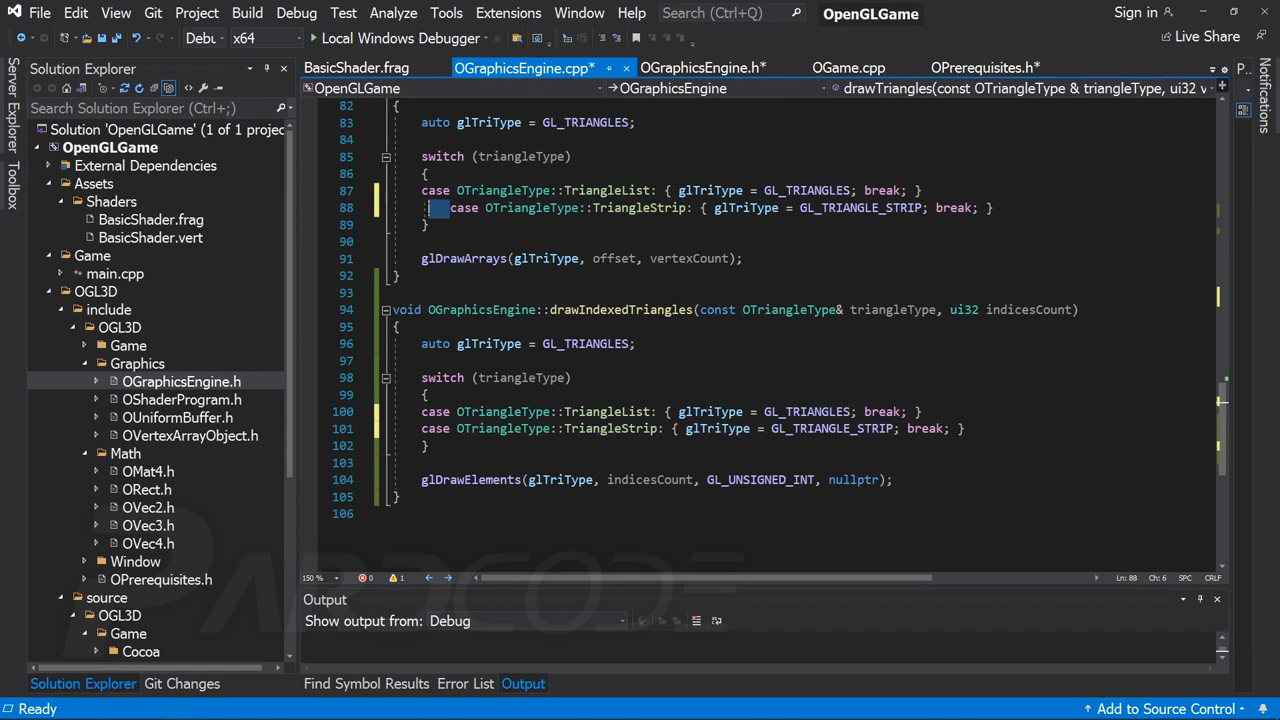 File Edit View Git Project Build Debug Test Analyze Tools Extensions Window Help Search (Ctrl+Q) OpenGLGame Sign in
Debu x64 Local Windows Debugger Live Share
Server Explorer
Toolbox
Solution Explorer
Search Solution Explorer (Ctrl+;)
Solution 'OpenGLGame' (1 of 1 project)
OpenGLGame
External Dependencies
Assets
Shaders
BasicShader.frag
BasicShader.vert
Game
main.cpp
OGL3D
include
OGL3D
Game
Graphics
OGraphicsEngine.h
OShaderProgram.h
OUniformBuffer.h
OVertexArrayObject.h
Math
OMat4.h
ORect.h
OVec2.h
OVec3.h
OVec4.h
Window
OPrerequisites.h
source
OGL3D
Game
Cocoa
Solution Explorer Git Changes
BasicShader.frag OGraphicsEngine.cpp* OGraphicsEngine.h* OGame.cpp OPrerequisites.h*
OpenGLGame OGraphicsEngine drawTriangles(const OTriangleType & triangleType, ui32 v
82 {
83 auto glTriType = GL_TRIANGLES;
84
85 switch (triangleType)
86 {
87 case OTriangleType::TriangleList: { glTriType = GL_TRIANGLES; break; }
88 case OTriangleType::TriangleStrip: { glTriType = GL_TRIANGLE_STRIP; break; }
89 }
90
91 glDrawArrays(glTriType, offset, vertexCount);
92 }
93
94 void OGraphicsEngine::drawIndexedTriangles(const OTriangleType& triangleType, ui32 indicesCount)
95 {
96 auto glTriType = GL_TRIANGLES;
97
98 switch (triangleType)
99 {
100 case OTriangleType::TriangleList: { glTriType = GL_TRIANGLES; break; }
101 case OTriangleType::TriangleStrip: { glTriType = GL_TRIANGLE_STRIP; break; }
102 }
103
104 glDrawElements(glTriType, indicesCount, GL_UNSIGNED_INT, nullptr);
105 }
106
150 % 0 1 Ln: 88 Ch: 6 SPC CRLF
PARDCODE
Output
Show output from: Debug
Find Symbol Results Error List Output
P...
Notifications
Ready Add to Source Control